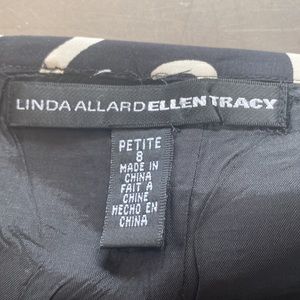 LINDA ALLARD ELLEN TRACY
PETITE
8
MADE IN
CHINA
FAIT A
CHINE
HECHO EN
CHINA